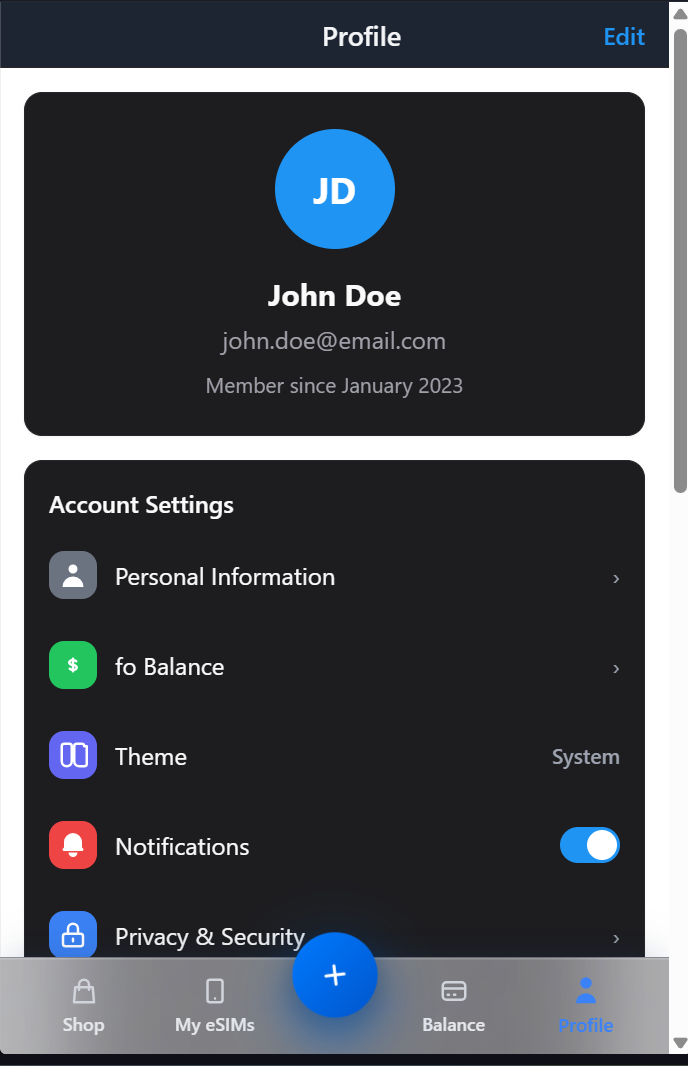 Profile
Edit
JD
John Doe
john.doe@email.com
Member since January 2023
Account Settings
Personal Information ›
$ fo Balance ›
Theme System
Notifications
Privacy & Security ›
+
Shop
My eSIMs
Balance
Profile